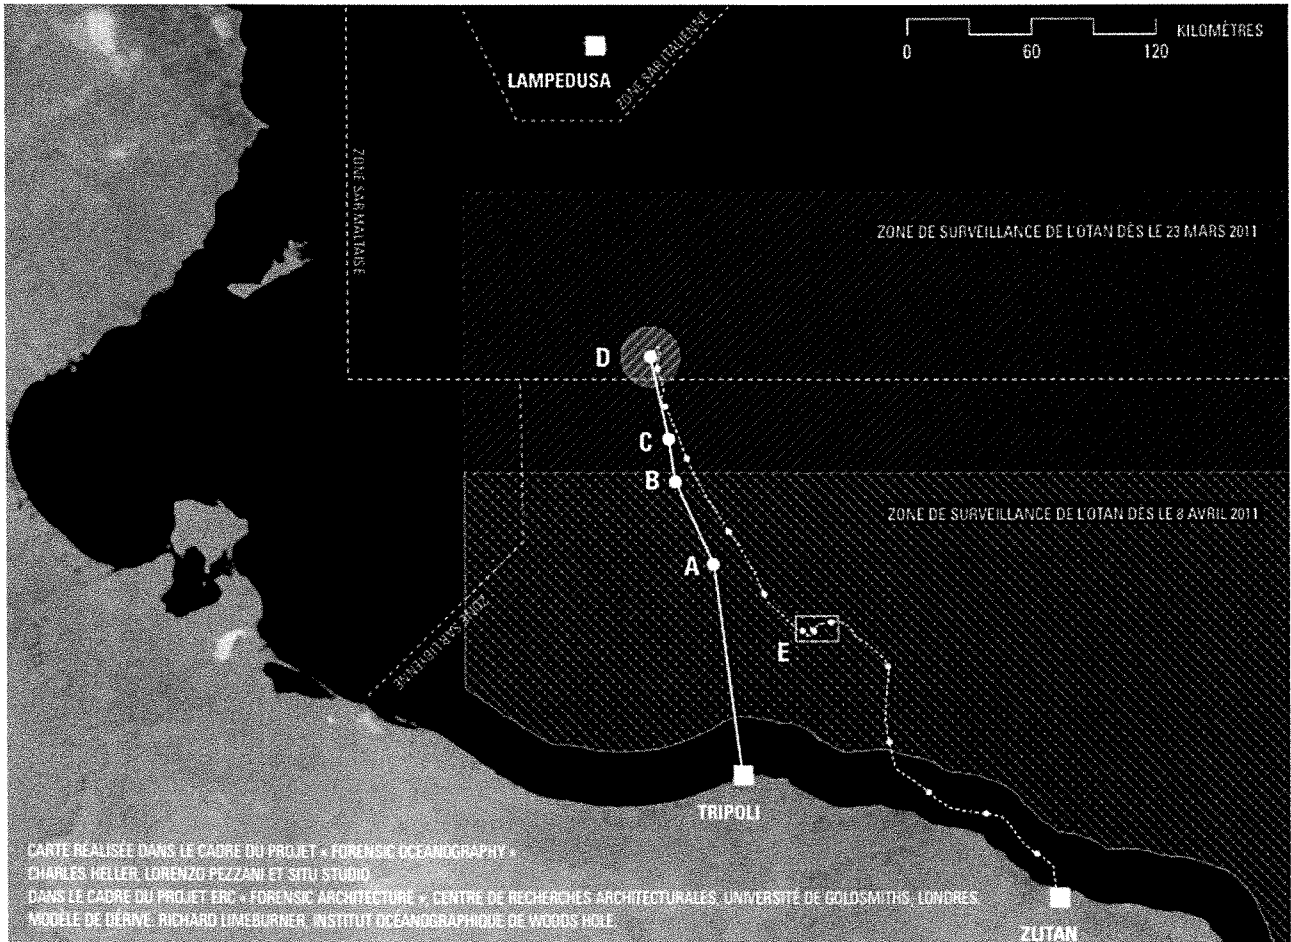 KILOMÈTRES
0 60 120
LAMPEDUSA
ZONE SAR ITALIENNE
ZONE SAR MALTAISE
ZONE DE SURVEILLANCE DE L'OTAN DÈS LE 23 MARS 2011
D
C
B
ZONE DE SURVEILLANCE DE L'OTAN DÈS LE 8 AVRIL 2011
A
ZONE SAR LIBYENNE
E
TRIPOLI
CARTE RÉALISÉE DANS LE CADRE DU PROJET « FORENSIC OCEANOGRAPHY »
CHARLES HELLER, LORENZO PEZZANI ET SITU STUDIO
DANS LE CADRE DU PROJET ERC « FORENSIC ARCHITECTURE », CENTRE DE RECHERCHES ARCHITECTURALES, UNIVERSITÉ DE GOLDSMITHS, LONDRES.
MODÈLE DE DÉRIVE: RICHARD LIMEBURNER, INSTITUT OCÉANOGRAPHIQUE DE WOODS HOLE.
ZLITAN